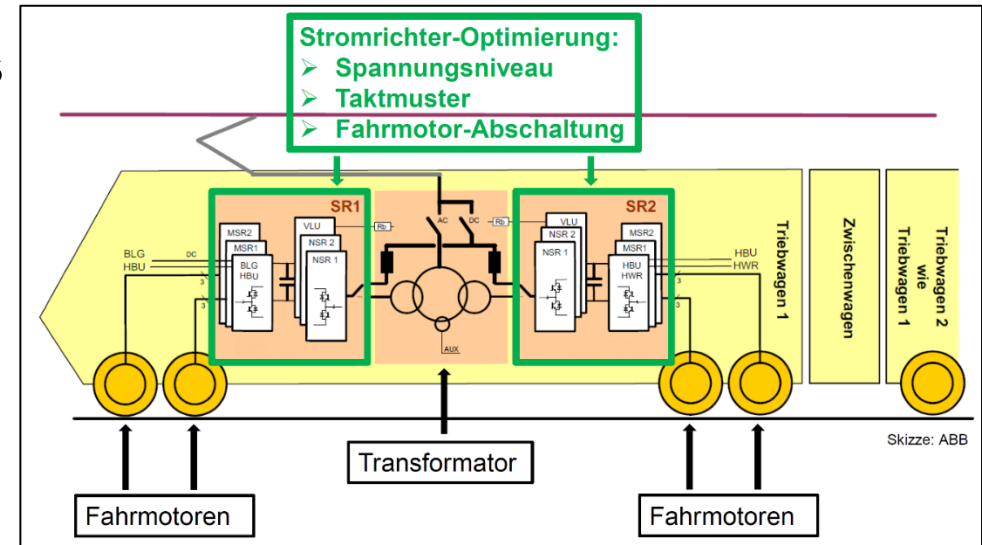 Stromrichter-Optimierung:
➢ Spannungsniveau
➢ Taktmuster
➢ Fahrmotor-Abschaltung
SR1
MSR2
MSR1
BLG
HBU
BLG
HBU
DC
3
3
VLU
NSR 2
NSR 1
Rb
AC
DC
Rb
AUX
SR2
VLU
NSR 2
NSR 1
MSR2
MSR1
HBU
HWR
HBU
HWR
3
3
Triebwagen 1
Zwischenwagen
Triebwagen 2
wie
Triebwagen 1
Skizze: ABB
Transformator
Fahrmotoren
Fahrmotoren